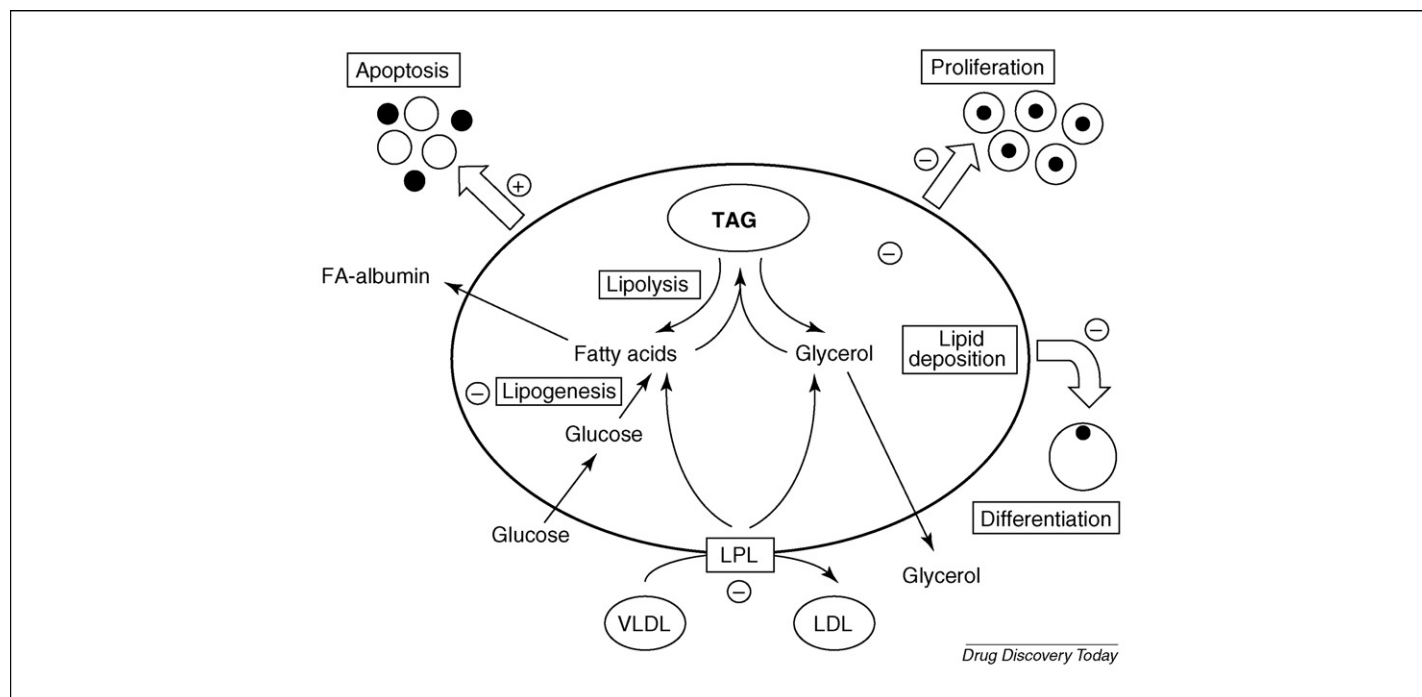 Apoptosis
Proliferation
+
−
TAG
−
FA-albumin
Lipolysis
−
Fatty acids
Glycerol
Lipid
deposition
− Lipogenesis
Glucose
Glucose
Differentiation
LPL
−
Glycerol
VLDL
LDL
Drug Discovery Today